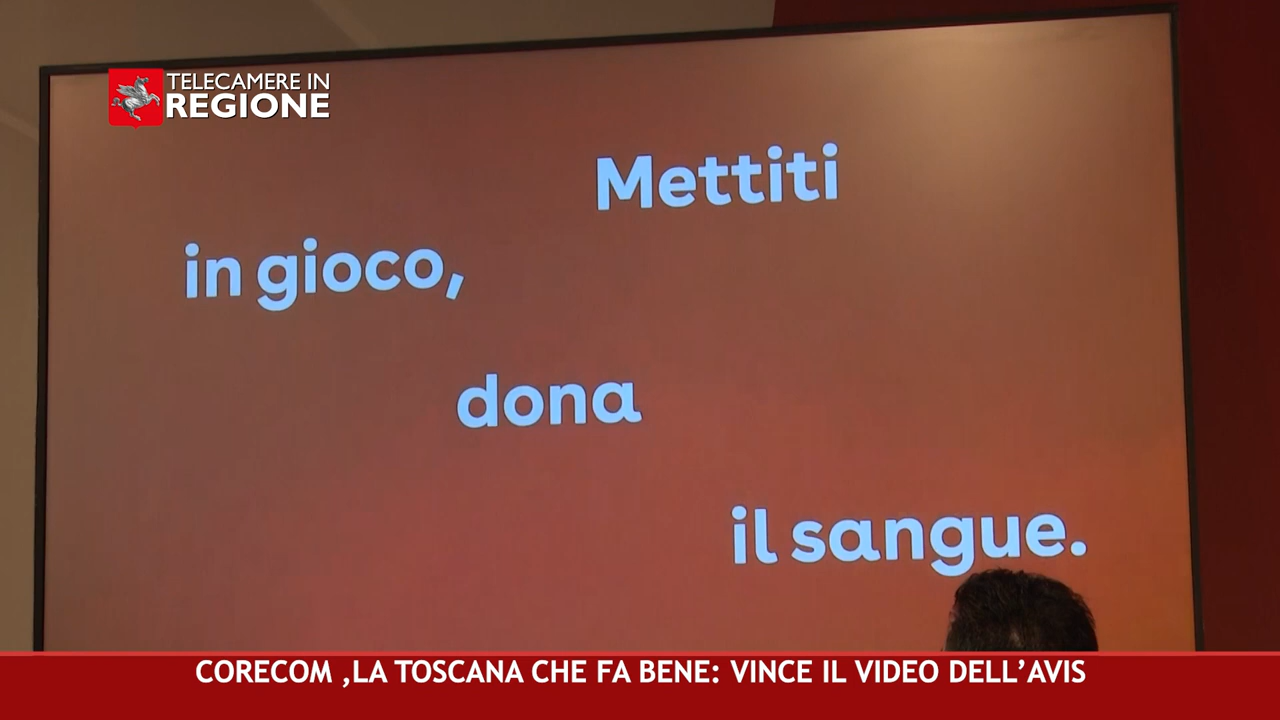 TELECAMERE IN
REGIONE
Mettiti
in gioco,
dona
il sangue.
CORECOM ,LA TOSCANA CHE FA BENE: VINCE IL VIDEO DELL’AVIS